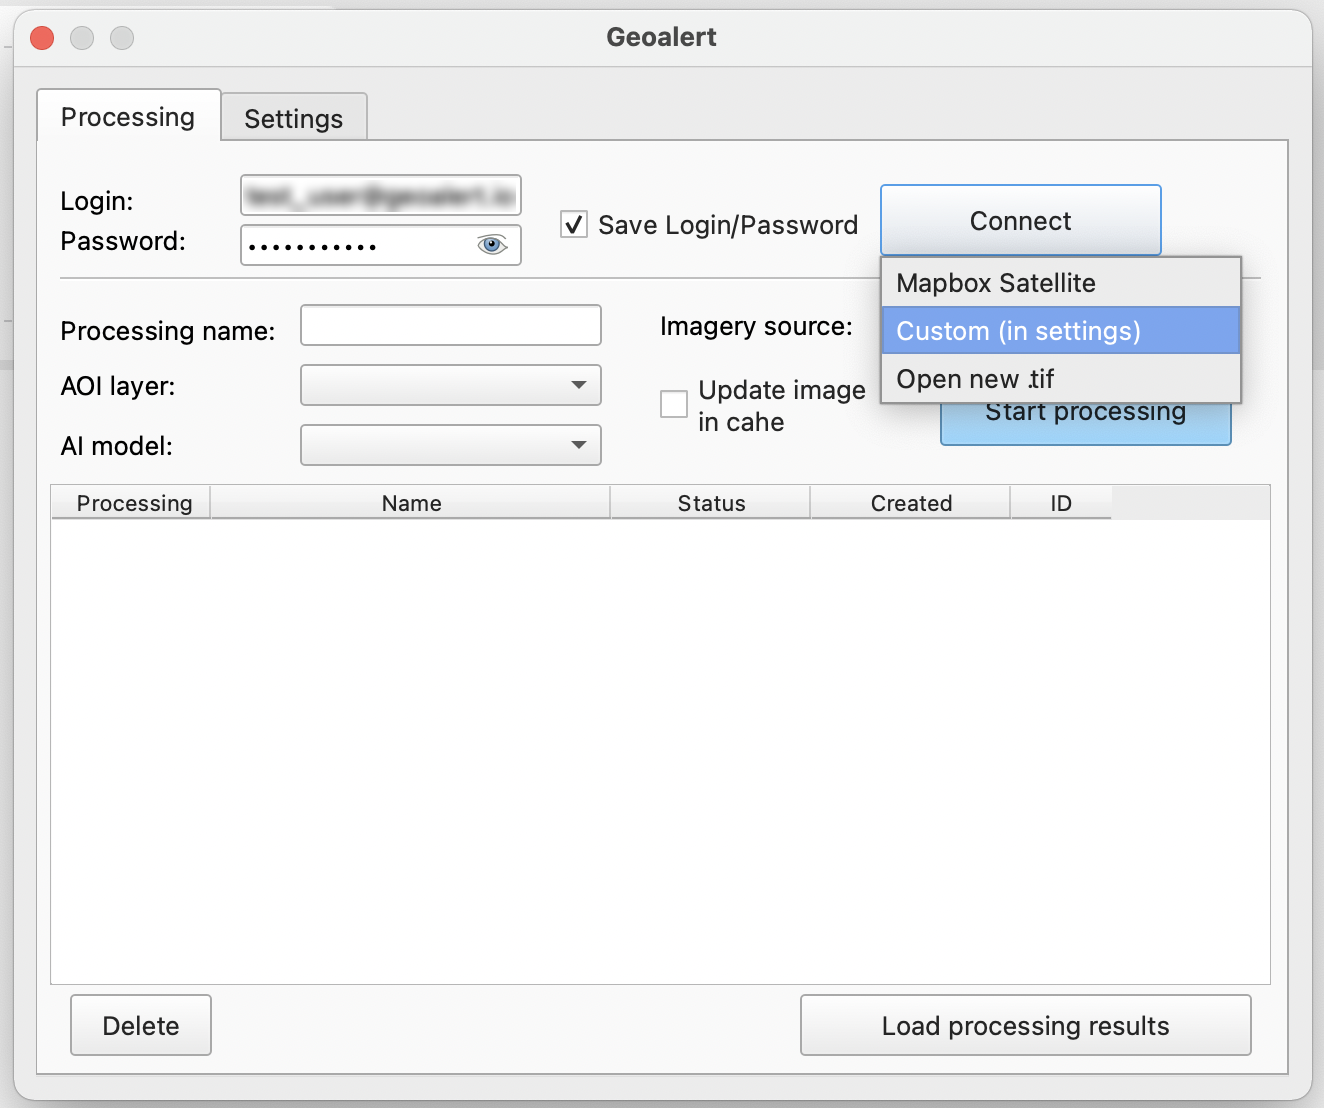 Geoalert
Processing
Settings
Login:
Password:
Save Login/Password
Connect
Mapbox Satellite
Custom (in settings)
Open new .tif
Processing name:
Imagery source:
AOI layer:
Update image
in cahe
Start processing
AI model:
Processing Name Status Created ID
Delete
Load processing results